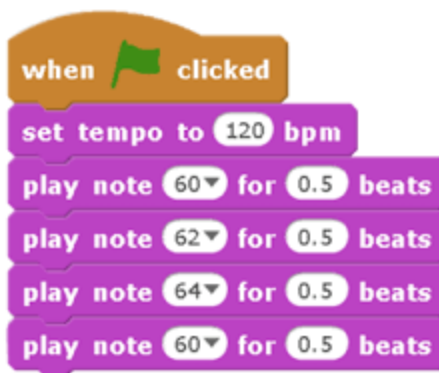 when clicked
set tempo to 120 bpm
play note 60 for 0.5 beats
play note 62 for 0.5 beats
play note 64 for 0.5 beats
play note 60 for 0.5 beats